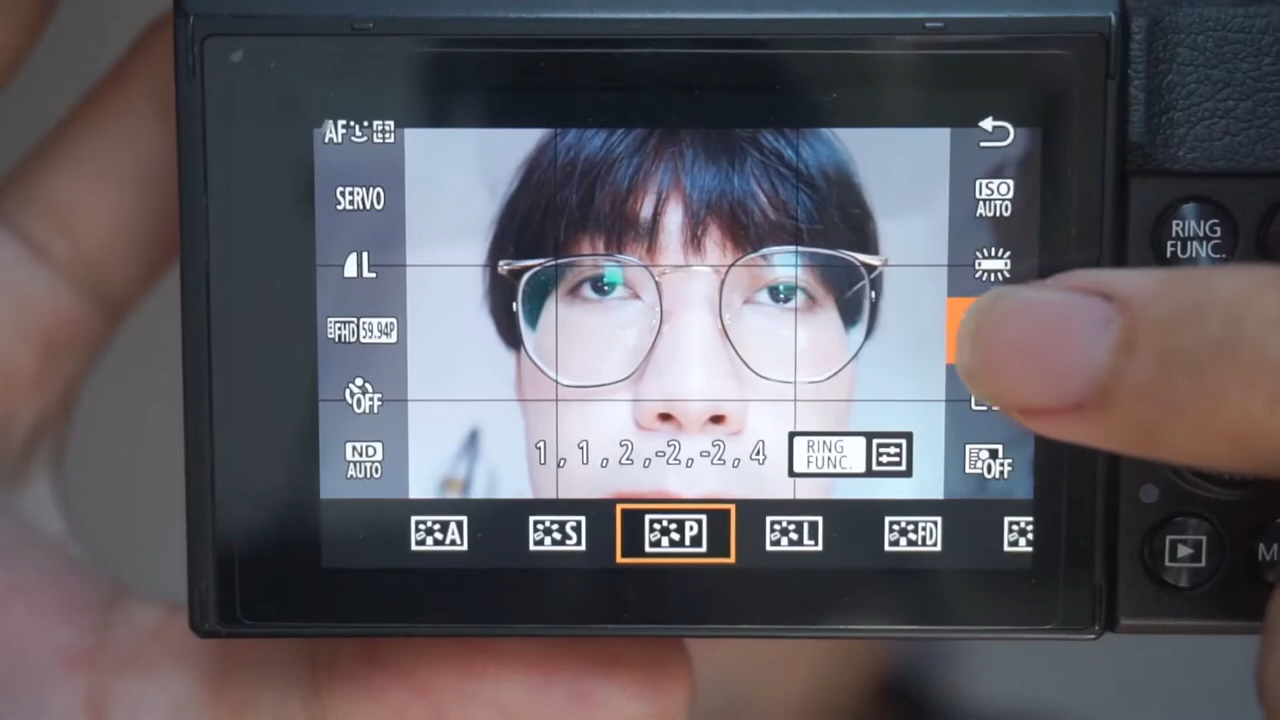 AF
SERVO
L
FHD 59.94P
OFF
ND
AUTO
ISO
AUTO
OFF
1, 1, 2, -2, -2, 4
RING
FUNC.
A
S
P
L
FD
RING
FUNC.
M